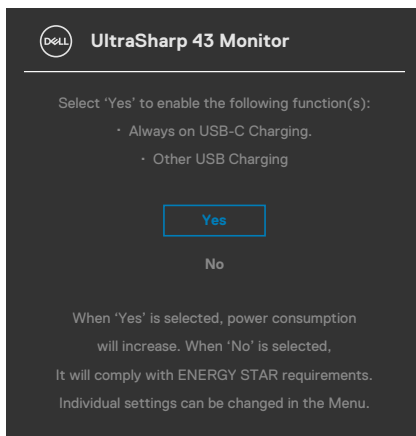 DELL UltraSharp 43 Monitor
Select ‘Yes’ to enable the following function(s):
· Always on USB-C Charging.
· Other USB Charging
Yes
No
When ‘Yes’ is selected, power consumption
will increase. When ‘No’ is selected,
It will comply with ENERGY STAR requirements.
Individual settings can be changed in the Menu.